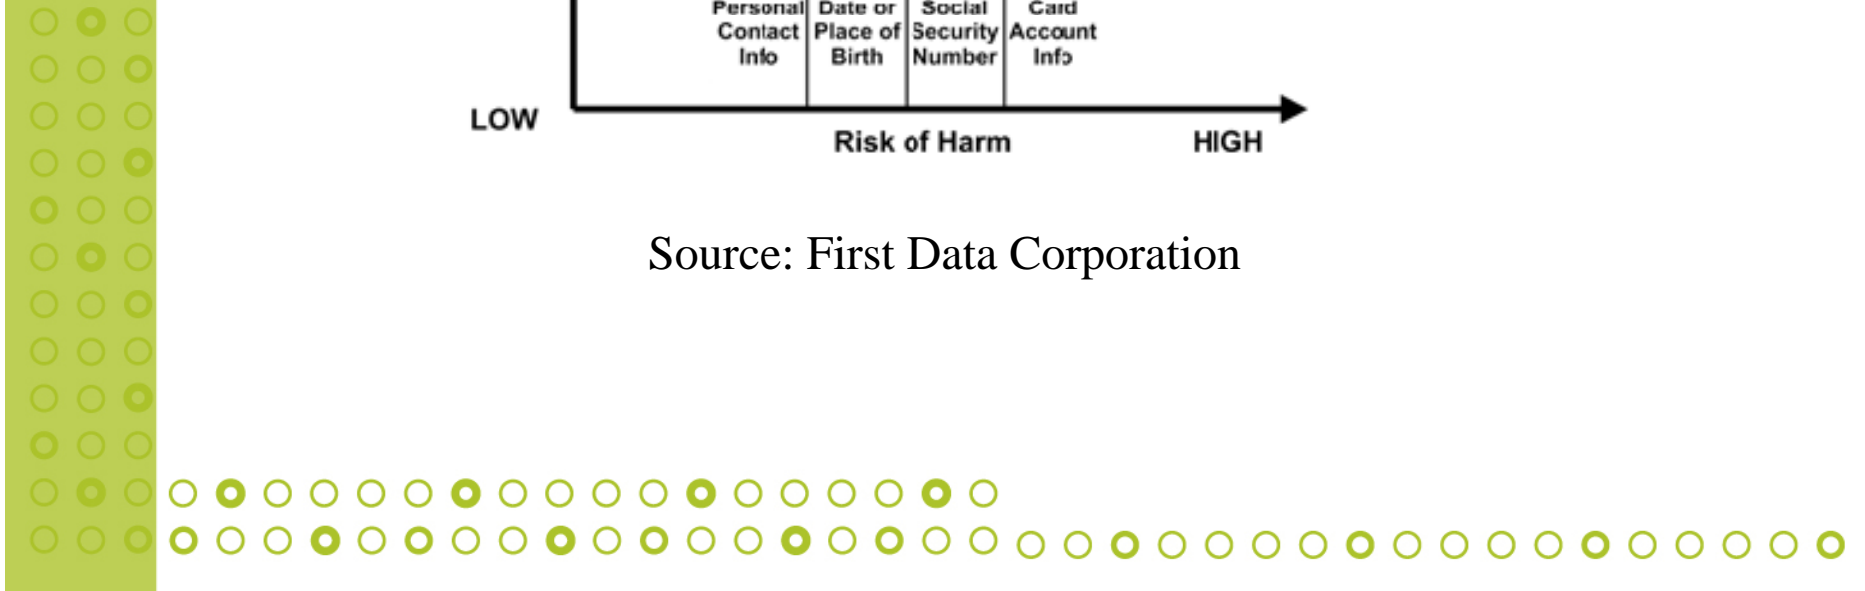 Personal Date or Social Card
Contact Place of Security Account
Info Birth Number Info
LOW
Risk of Harm HIGH
Source: First Data Corporation